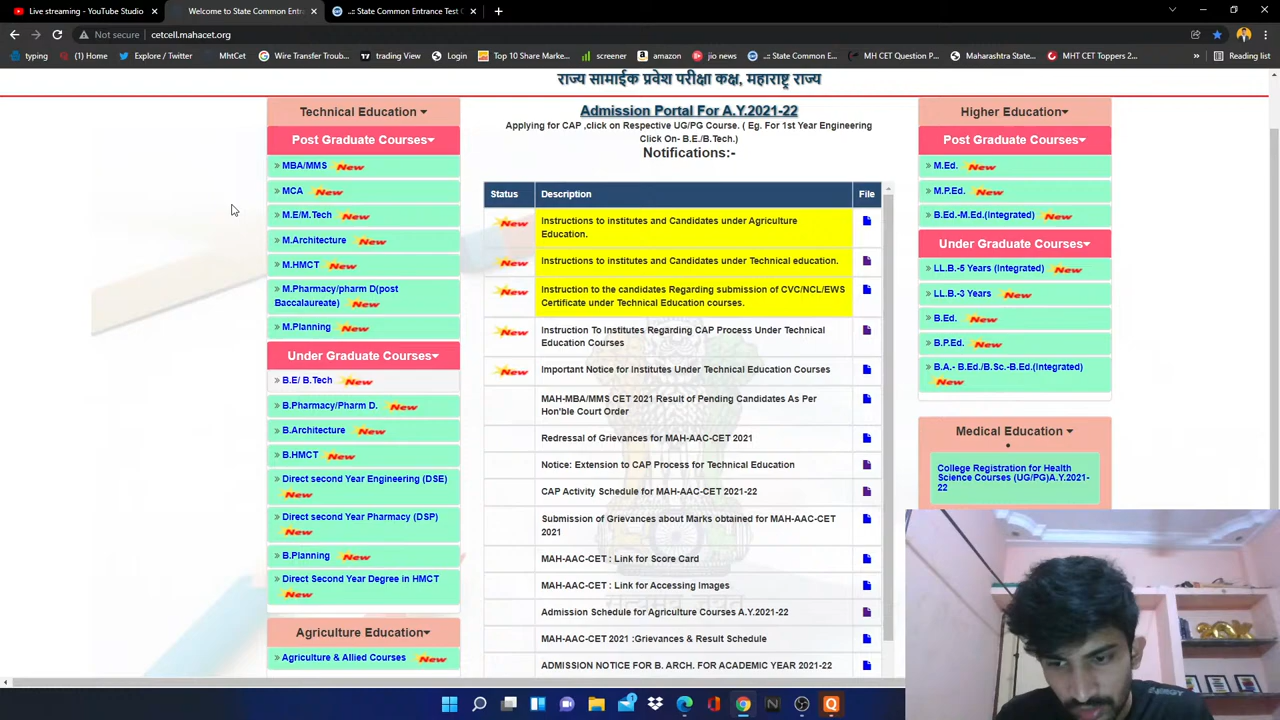 Live streaming - YouTube Studio
Welcome to State Common Entran
..:: State Common Entrance Test C
Not secure
cetcell.mahacet.org
typing
(1) Home
Explore / Twitter
MhtCet
Wire Transfer Troub...
trading View
Login
Top 10 Share Marke...
screener
amazon
jio news
..:: State Common E...
MH CET Question P...
Maharashtra State...
MHT CET Toppers 2...
»
Reading list
राज्य सामाईक प्रवेश परीक्षा कक्ष, महाराष्ट्र राज्य
Technical Education
Post Graduate Courses
» MBA/MMS New
» MCA New
» M.E/M.Tech New
» M.Architecture New
» M.HMCT New
» M.Pharmacy/pharm D(post
Baccalaureate) New
» M.Planning New
Under Graduate Courses
» B.E/ B.Tech New
» B.Pharmacy/Pharm D. New
» B.Architecture New
» B.HMCT New
» Direct second Year Engineering (DSE)
New
» Direct second Year Pharmacy (DSP)
New
» B.Planning New
» Direct Second Year Degree in HMCT
New
Agriculture Education
» Agriculture & Allied Courses New
Admission Portal For A.Y.2021-22
Applying for CAP ,click on Respective UG/PG Course. ( Eg. For 1st Year Engineering
Click On- B.E./B.Tech.)
Notifications:-
Status Description File
New Instructions to institutes and Candidates under Agriculture
Education.
New Instructions to institutes and Candidates under Technical education.
New Instruction to the candidates Regarding submission of CVC/NCL/EWS
Certificate under Technical Education courses.
New Instruction To Institutes Regarding CAP Process Under Technical
Education Courses
New Important Notice for Institutes Under Technical Education Courses
MAH-MBA/MMS CET 2021 Result of Pending Candidates As Per
Hon'ble Court Order
Redressal of Grievances for MAH-AAC-CET 2021
Notice: Extension to CAP Process for Technical Education
CAP Activity Schedule for MAH-AAC-CET 2021-22
Submission of Grievances about Marks obtained for MAH-AAC-CET
2021
MAH-AAC-CET : Link for Score Card
MAH-AAC-CET : Link for Accessing Images
सत्यमेव जयते
Admission Schedule for Agriculture Courses A.Y.2021-22
MAH-AAC-CET 2021 :Grievances & Result Schedule
ADMISSION NOTICE FOR B. ARCH. FOR ACADEMIC YEAR 2021-22
Higher Education
Post Graduate Courses
» M.Ed. New
» M.P.Ed. New
» B.Ed.-M.Ed.(Integrated) New
Under Graduate Courses
» LL.B.-5 Years (Integrated) New
» LL.B.-3 Years New
» B.Ed. New
» B.P.Ed. New
» B.A.- B.Ed./B.Sc.-B.Ed.(Integrated)
New
Medical Education
College Registration for Health
Science Courses (UG/PG)A.Y.2021-
22